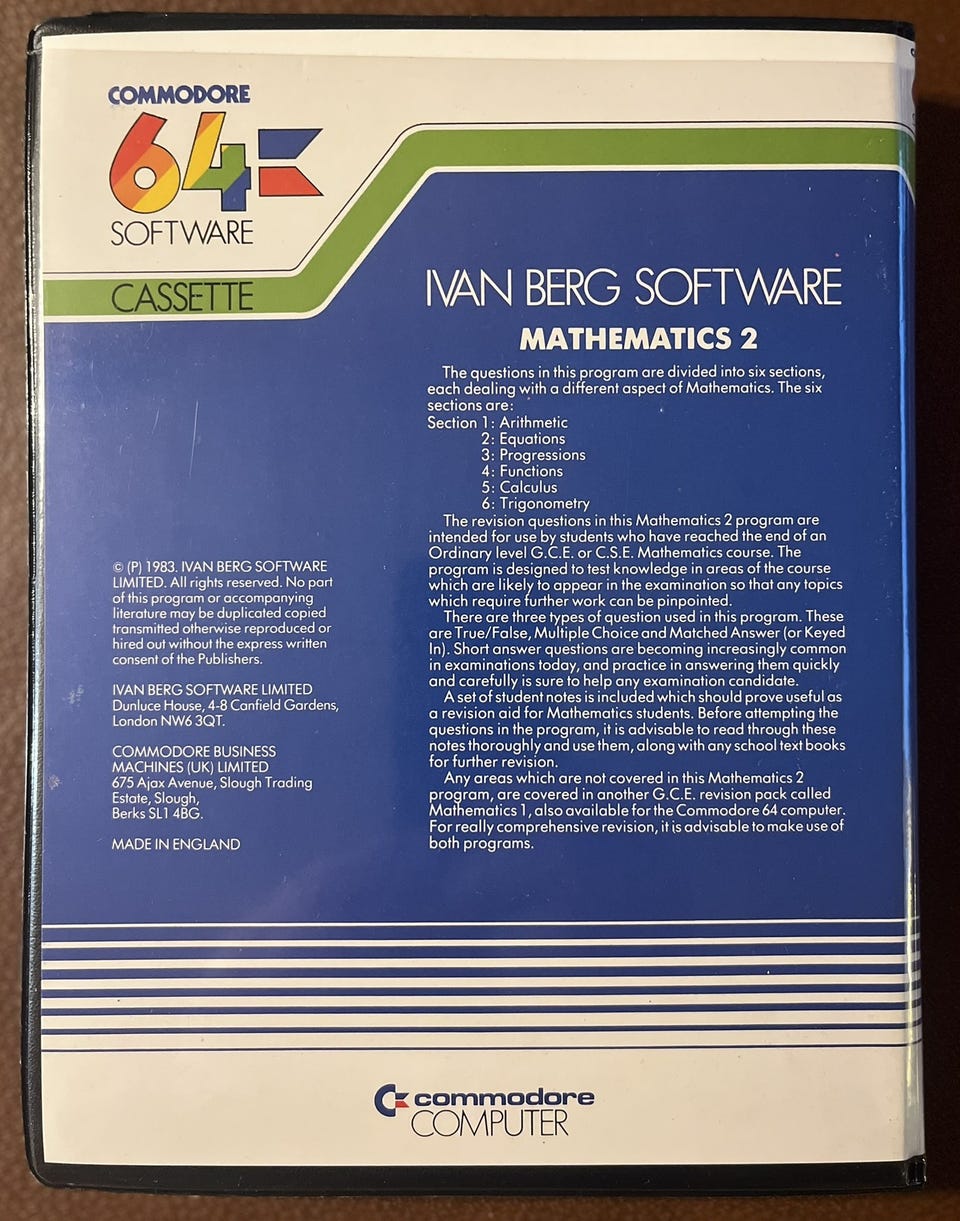 COMMODORE
64
SOFTWARE
CASSETTE
IVAN BERG SOFTWARE
MATHEMATICS 2
The questions in this program are divided into six sections,
each dealing with a different aspect of Mathematics. The six
sections are:
Section 1: Arithmetic
2: Equations
3: Progressions
4: Functions
5: Calculus
6: Trigonometry
The revision questions in this Mathematics 2 program are
intended for use by students who have reached the end of an
Ordinary level G.C.E. or C.S.E. Mathematics course. The
program is designed to test knowledge in areas of the course
which are likely to appear in the examination so that any topics
which require further work can be pinpointed.
There are three types of question used in this program. These
are True/False, Multiple Choice and Matched Answer (or Keyed
In). Short answer questions are becoming increasingly common
in examinations today, and practice in answering them quickly
and carefully is sure to help any examination candidate.
A set of student notes is included which should prove useful as
a revision aid for Mathematics students. Before attempting the
questions in the program, it is advisable to read through these
notes thoroughly and use them, along with any school text books
for further revision.
Any areas which are not covered in this Mathematics 2
program, are covered in another G.C.E. revision pack called
Mathematics 1, also available for the Commodore 64 computer.
For really comprehensive revision, it is advisable to make use of
both programs.
© (P) 1983. IVAN BERG SOFTWARE
LIMITED. All rights reserved. No part
of this program or accompanying
literature may be duplicated copied
transmitted otherwise reproduced or
hired out without the express written
consent of the Publishers.
IVAN BERG SOFTWARE LIMITED
Dunluce House, 4-8 Canfield Gardens,
London NW6 3QT.
COMMODORE BUSINESS
MACHINES (UK) LIMITED
675 Ajax Avenue, Slough Trading
Estate, Slough,
Berks SL1 4BG.
MADE IN ENGLAND
commodore
COMPUTER